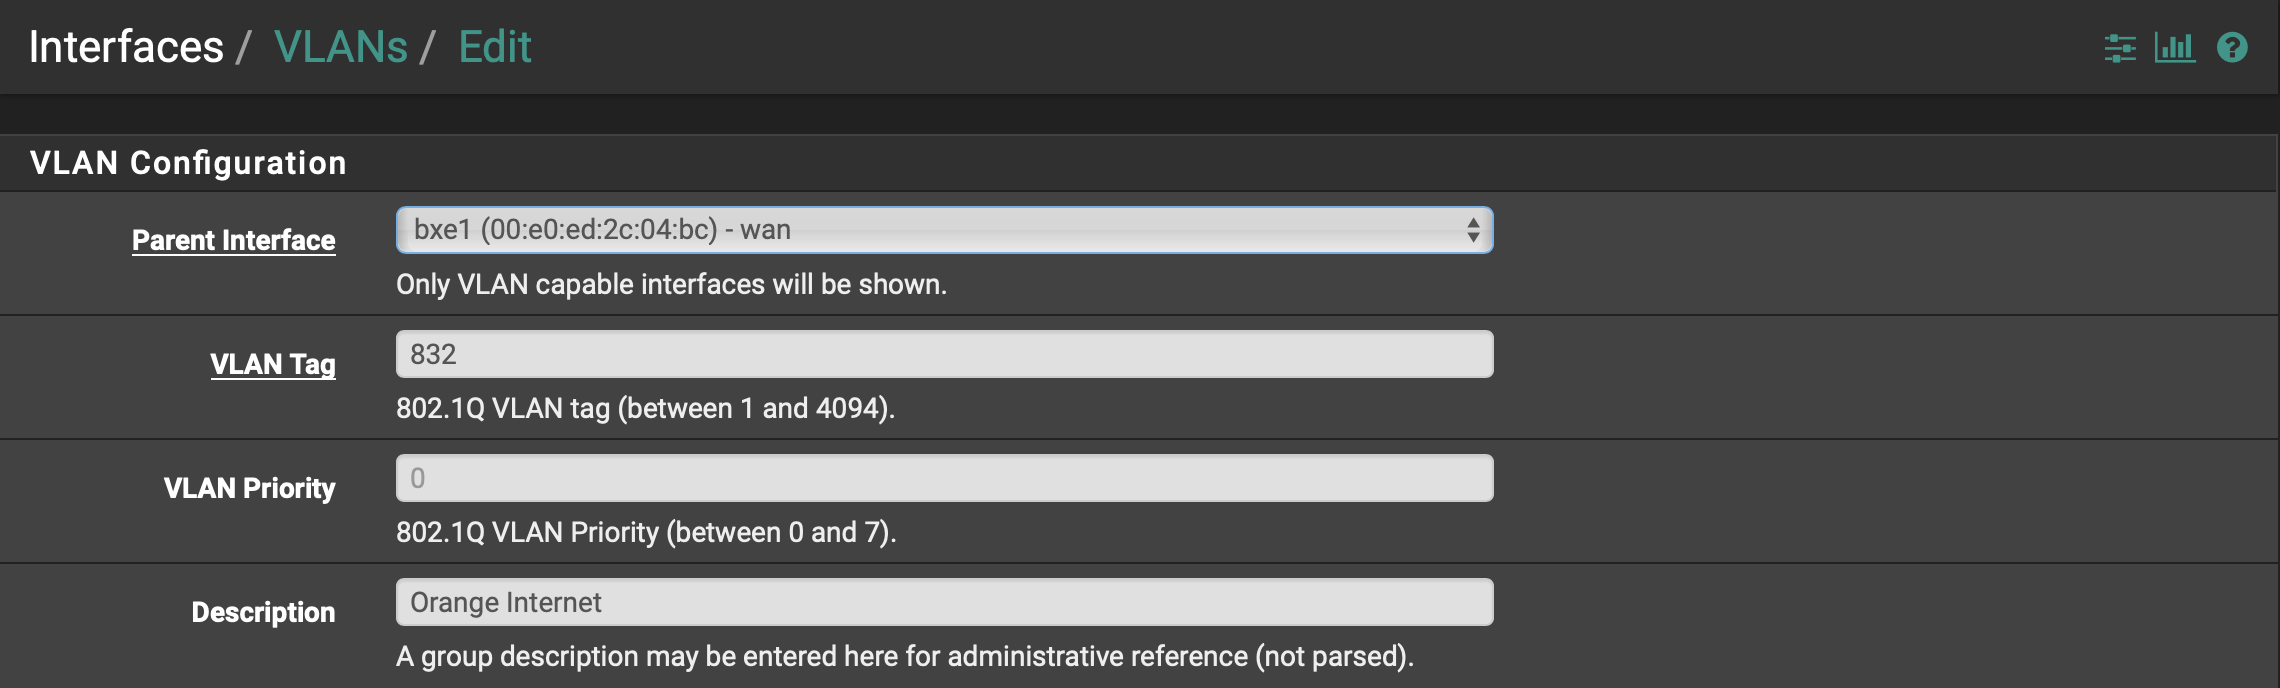 Interfaces / VLANs / Edit
VLAN Configuration
Parent Interface
bxe1 (00:e0:ed:2c:04:bc) - wan
Only VLAN capable interfaces will be shown.
VLAN Tag
832
802.1Q VLAN tag (between 1 and 4094).
VLAN Priority
0
802.1Q VLAN Priority (between 0 and 7).
Description
Orange Internet
A group description may be entered here for administrative reference (not parsed).